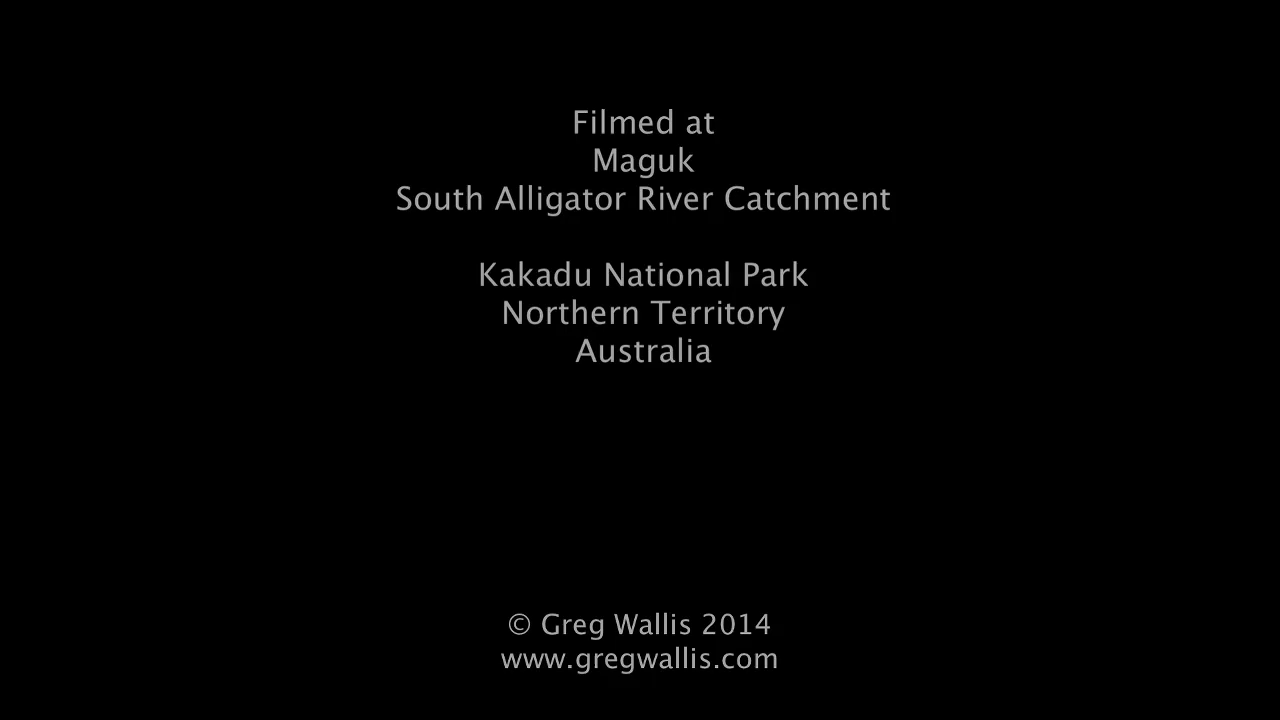 Filmed at
Maguk
South Alligator River Catchment
Kakadu National Park
Northern Territory
Australia
© Greg Wallis 2014
www.gregwallis.com